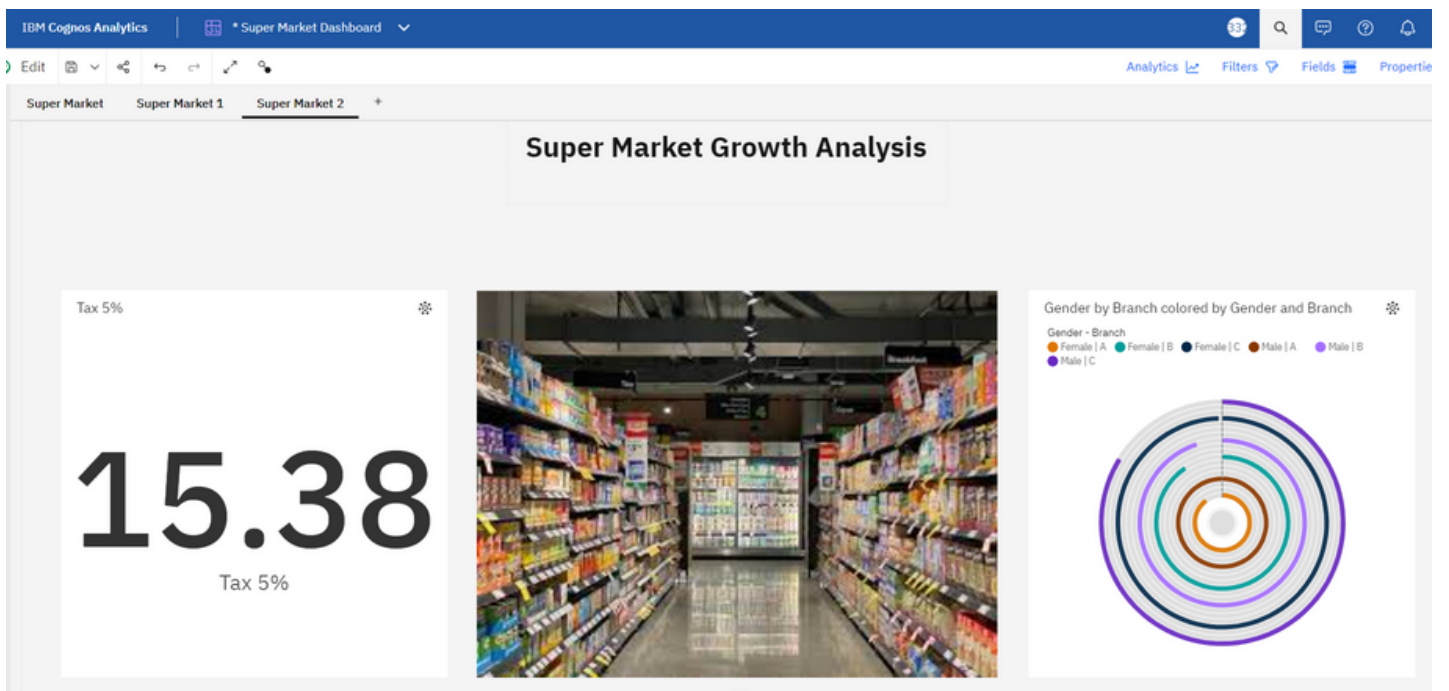 IBM Cognos Analytics * Super Market Dashboard
Edit Analytics Filters Fields Propertie
Super Market Super Market 1 Super Market 2 +
Super Market Growth Analysis
Tax 5%
15.38
Tax 5%
Breakfast
4
Gender by Branch colored by Gender and Branch
Gender - Branch
Female | A Female | B Female | C Male | A Male | B
Male | C